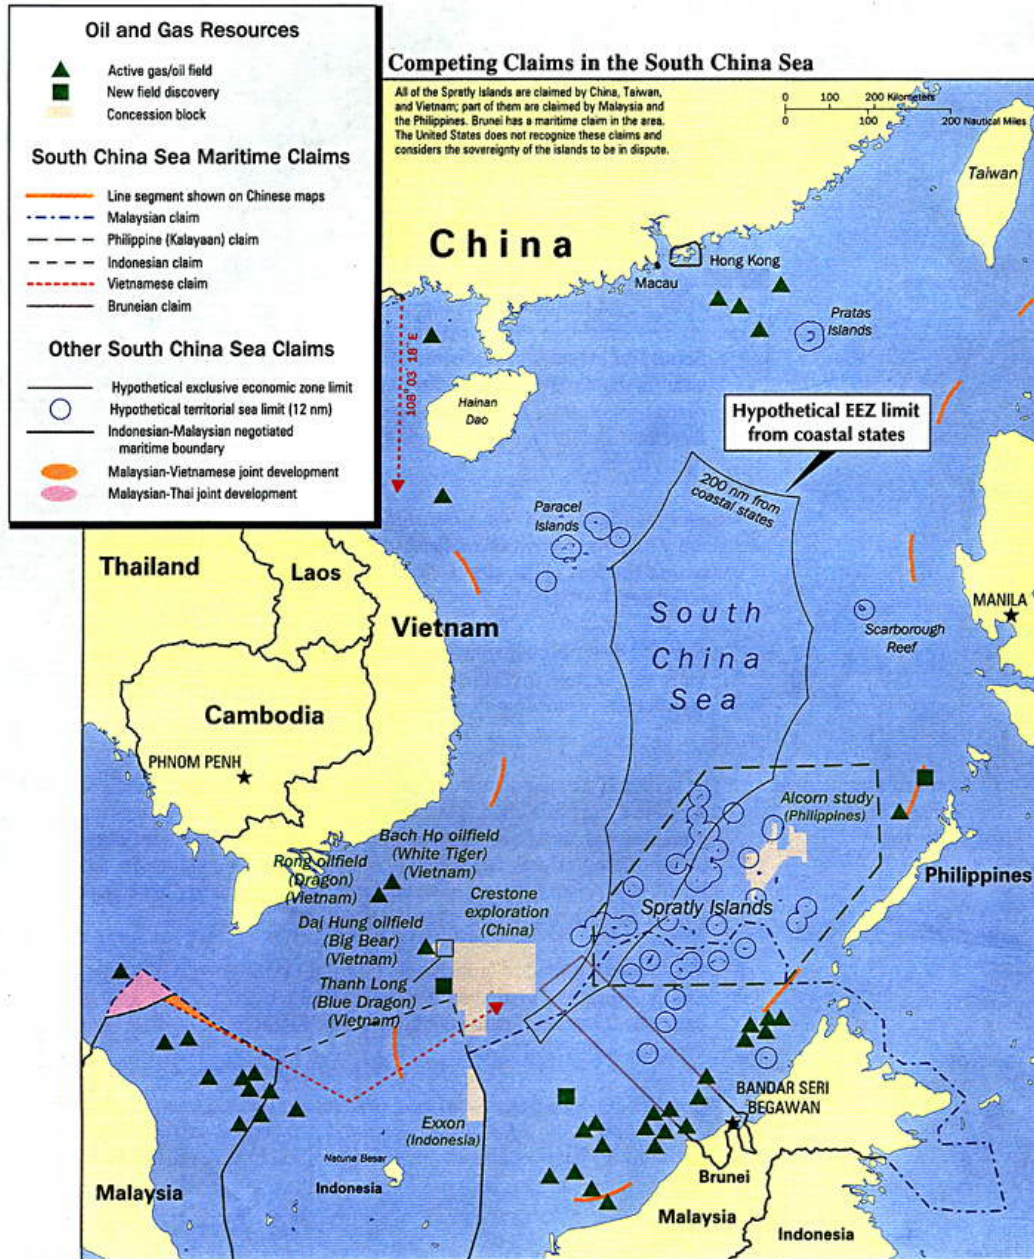 Oil and Gas Resources
Active gas/oil field
New field discovery
Concession block
South China Sea Maritime Claims
Line segment shown on Chinese maps
Malaysian claim
Philippine (Kalayaan) claim
Indonesian claim
Vietnamese claim
Bruneian claim
Other South China Sea Claims
Hypothetical exclusive economic zone limit
Hypothetical territorial sea limit (12 nm)
Indonesian-Malaysian negotiated
maritime boundary
Malaysian-Vietnamese joint development
Malaysian-Thai joint development
Competing Claims in the South China Sea
All of the Spratly Islands are claimed by China, Taiwan,
and Vietnam; part of them are claimed by Malaysia and
the Philippines. Brunei has a maritime claim in the area.
The United States does not recognize these claims and
considers the sovereignty of the islands to be in dispute.
0 100 200 Kilometers
0 100 200 Nautical Miles
Taiwan
China
Hong Kong
Macau
Pratas
Islands
108° 03' 18" E
Hainan
Dao
Hypothetical EEZ limit
from coastal states
200 nm from
coastal states
Paracel
Islands
Thailand
Laos
Vietnam
South
China
Sea
MANILA
Scarborough
Reef
Cambodia
PHNOM PENH
Alcorn study
(Philippines)
Bach Hp oilfield
(White Tiger)
(Vietnam)
Rong oilfield
(Dragon)
(Vietnam)
Crestone
exploration
(China)
Philippines
Spratly Islands
Dai Hung oilfield
(Big Bear)
(Vietnam)
Thanh Long
(Blue Dragon)
(Vietnam)
BANDAR SERI
BEGAWAN
Exxon
(Indonesia)
Natuna Besar
Indonesia
Malaysia
Brunei
Malaysia
Indonesia